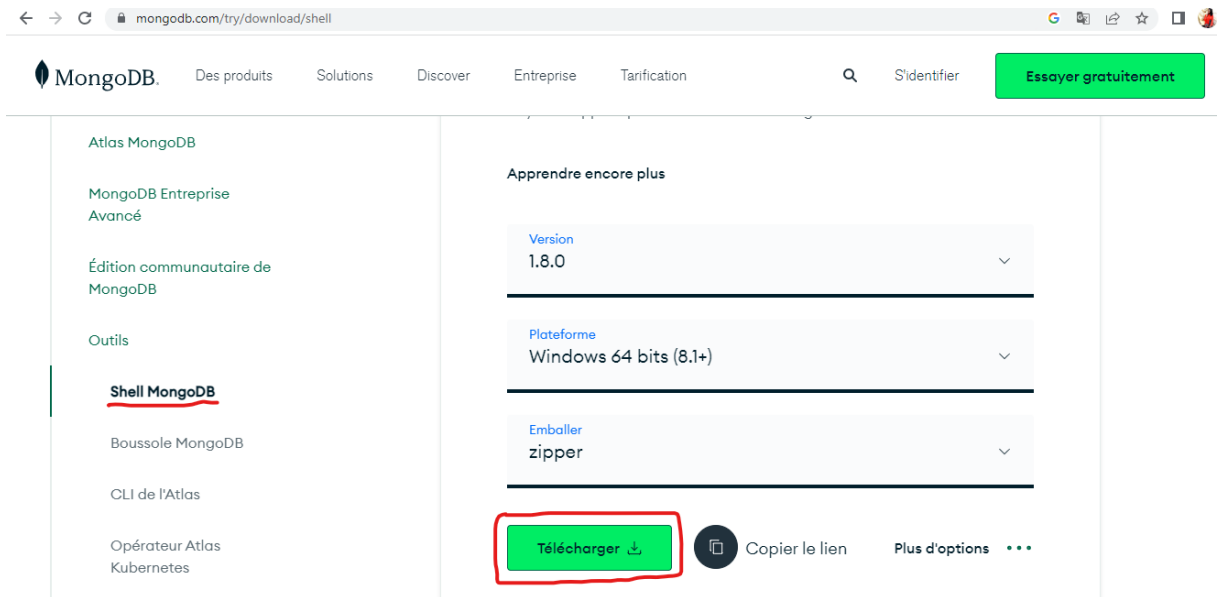 mongodb.com/try/download/shell
MongoDB.
Des produits
Solutions
Discover
Entreprise
Tarification
S'identifier
Essayer gratuitement
Atlas MongoDB
MongoDB Entreprise
Avancé
Édition communautaire de
MongoDB
Outils
Shell MongoDB
Boussole MongoDB
CLI de l'Atlas
Opérateur Atlas
Kubernetes
Apprendre encore plus
Version
1.8.0
Plateforme
Windows 64 bits (8.1+)
Emballer
zipper
Télécharger
Copier le lien
Plus d'options